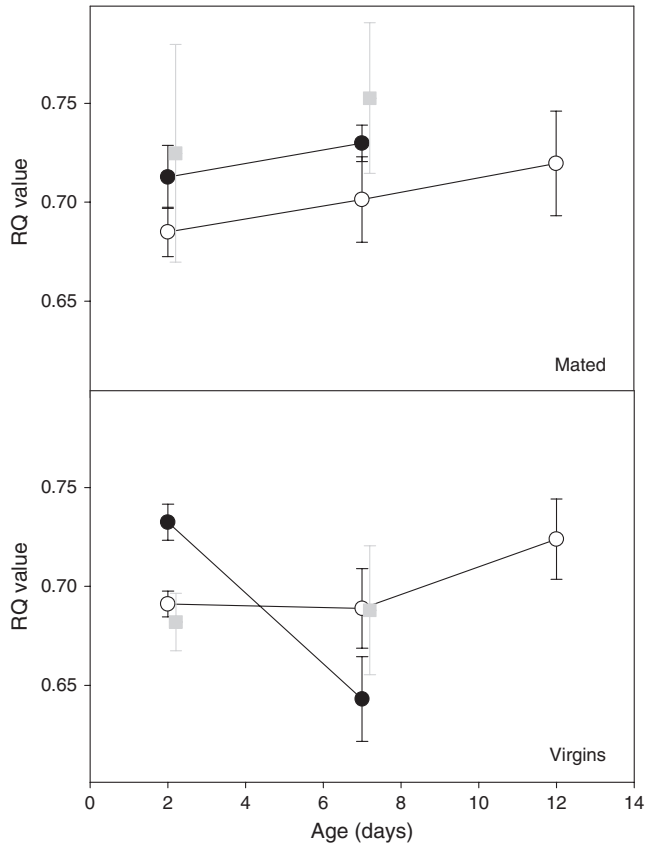 0.75
0.70
0.65
RQ value
Mated
0.75
0.70
0.65
RQ value
Virgins
0 2 4 6 8 10 12 14
Age (days)